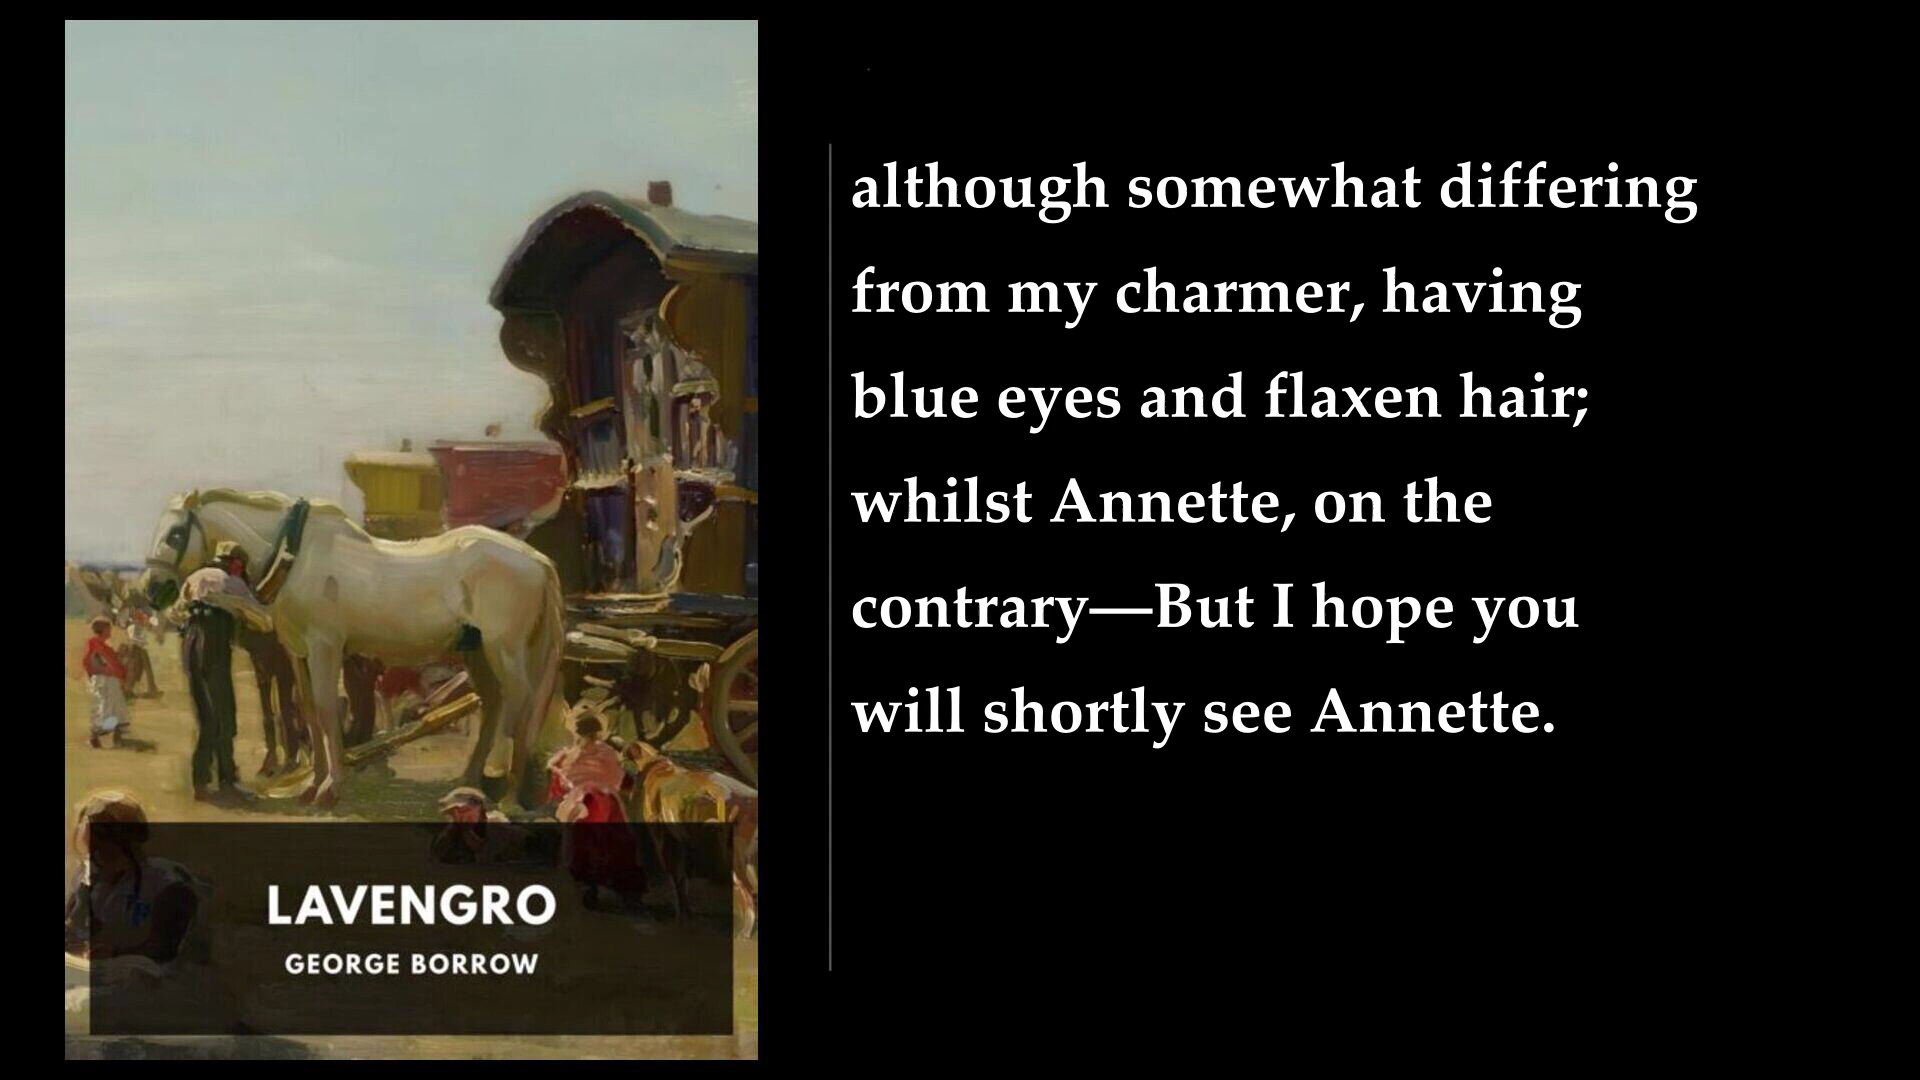 although somewhat differing
from my charmer, having
blue eyes and flaxen hair;
whilst Annette, on the
contrary—But I hope you
will shortly see Annette.
LAVENGRO
GEORGE BORROW